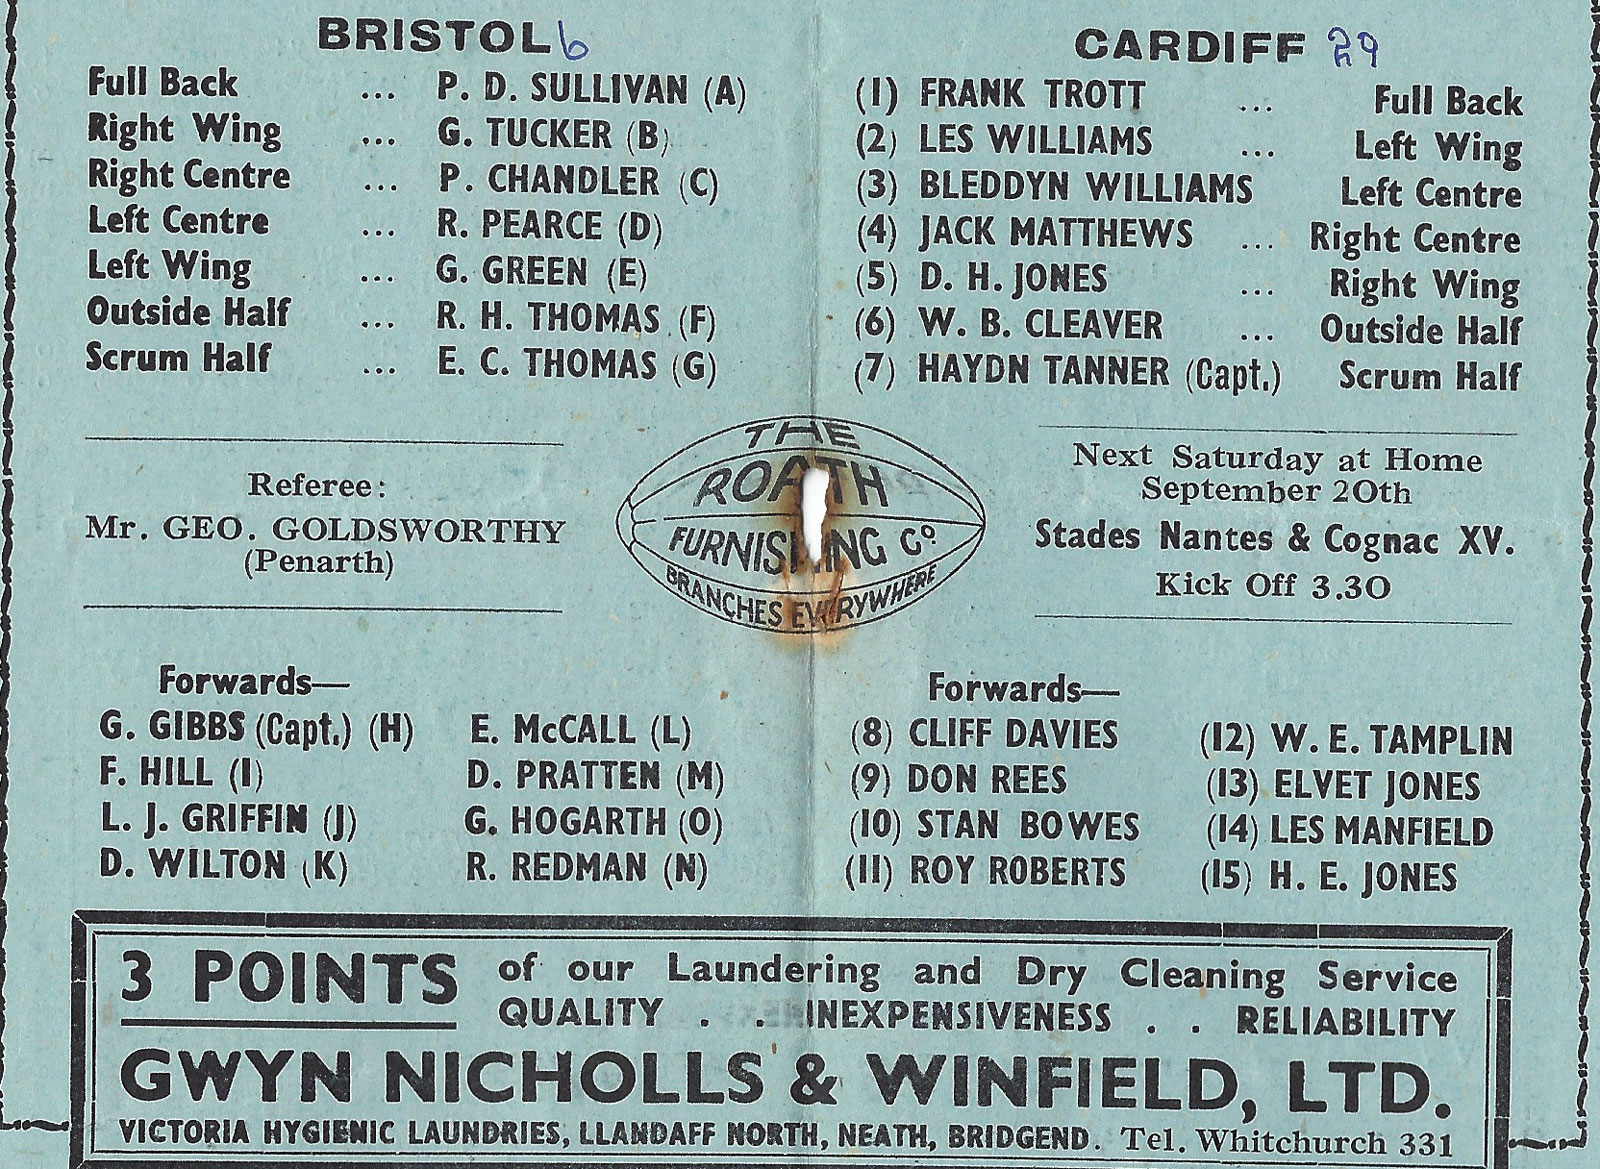 BRISTOL 6
Full Back ... P. D. SULLIVAN (A)
Right Wing ... G. TUCKER (B)
Right Centre ... P. CHANDLER (C)
Left Centre ... R. PEARCE (D)
Left Wing ... G. GREEN (E)
Outside Half ... R. H. THOMAS (F)
Scrum Half ... E. C. THOMAS (G)
CARDIFF 29
(1) FRANK TROTT ... Full Back
(2) LES WILLIAMS ... Left Wing
(3) BLEDDYN WILLIAMS Left Centre
(4) JACK MATTHEWS ... Right Centre
(5) D. H. JONES ... Right Wing
(6) W. B. CLEAVER ... Outside Half
(7) HAYDN TANNER (Capt.) Scrum Half
Referee:
Mr. GEO. GOLDSWORTHY
(Penarth)
THE
ROATH
FURNISHING Co.
BRANCHES EVERYWHERE
Next Saturday at Home
September 20th
Stades Nantes & Cognac XV.
Kick Off 3.30
Forwards—
G. GIBBS (Capt.) (H) E. McCALL (L)
F. HILL (I) D. PRATTEN (M)
L. J. GRIFFIN (J) G. HOGARTH (O)
D. WILTON (K) R. REDMAN (N)
Forwards—
(8) CLIFF DAVIES (12) W. E. TAMPLIN
(9) DON REES (13) ELVET JONES
(10) STAN BOWES (14) LES MANFIELD
(11) ROY ROBERTS (15) H. E. JONES
3 POINTS of our Laundering and Dry Cleaning Service
QUALITY . . INEXPENSIVENESS . . RELIABILITY
GWYN NICHOLLS & WINFIELD, LTD.
VICTORIA HYGIENIC LAUNDRIES, LLANDAFF NORTH, NEATH, BRIDGEND. Tel. Whitchurch 331